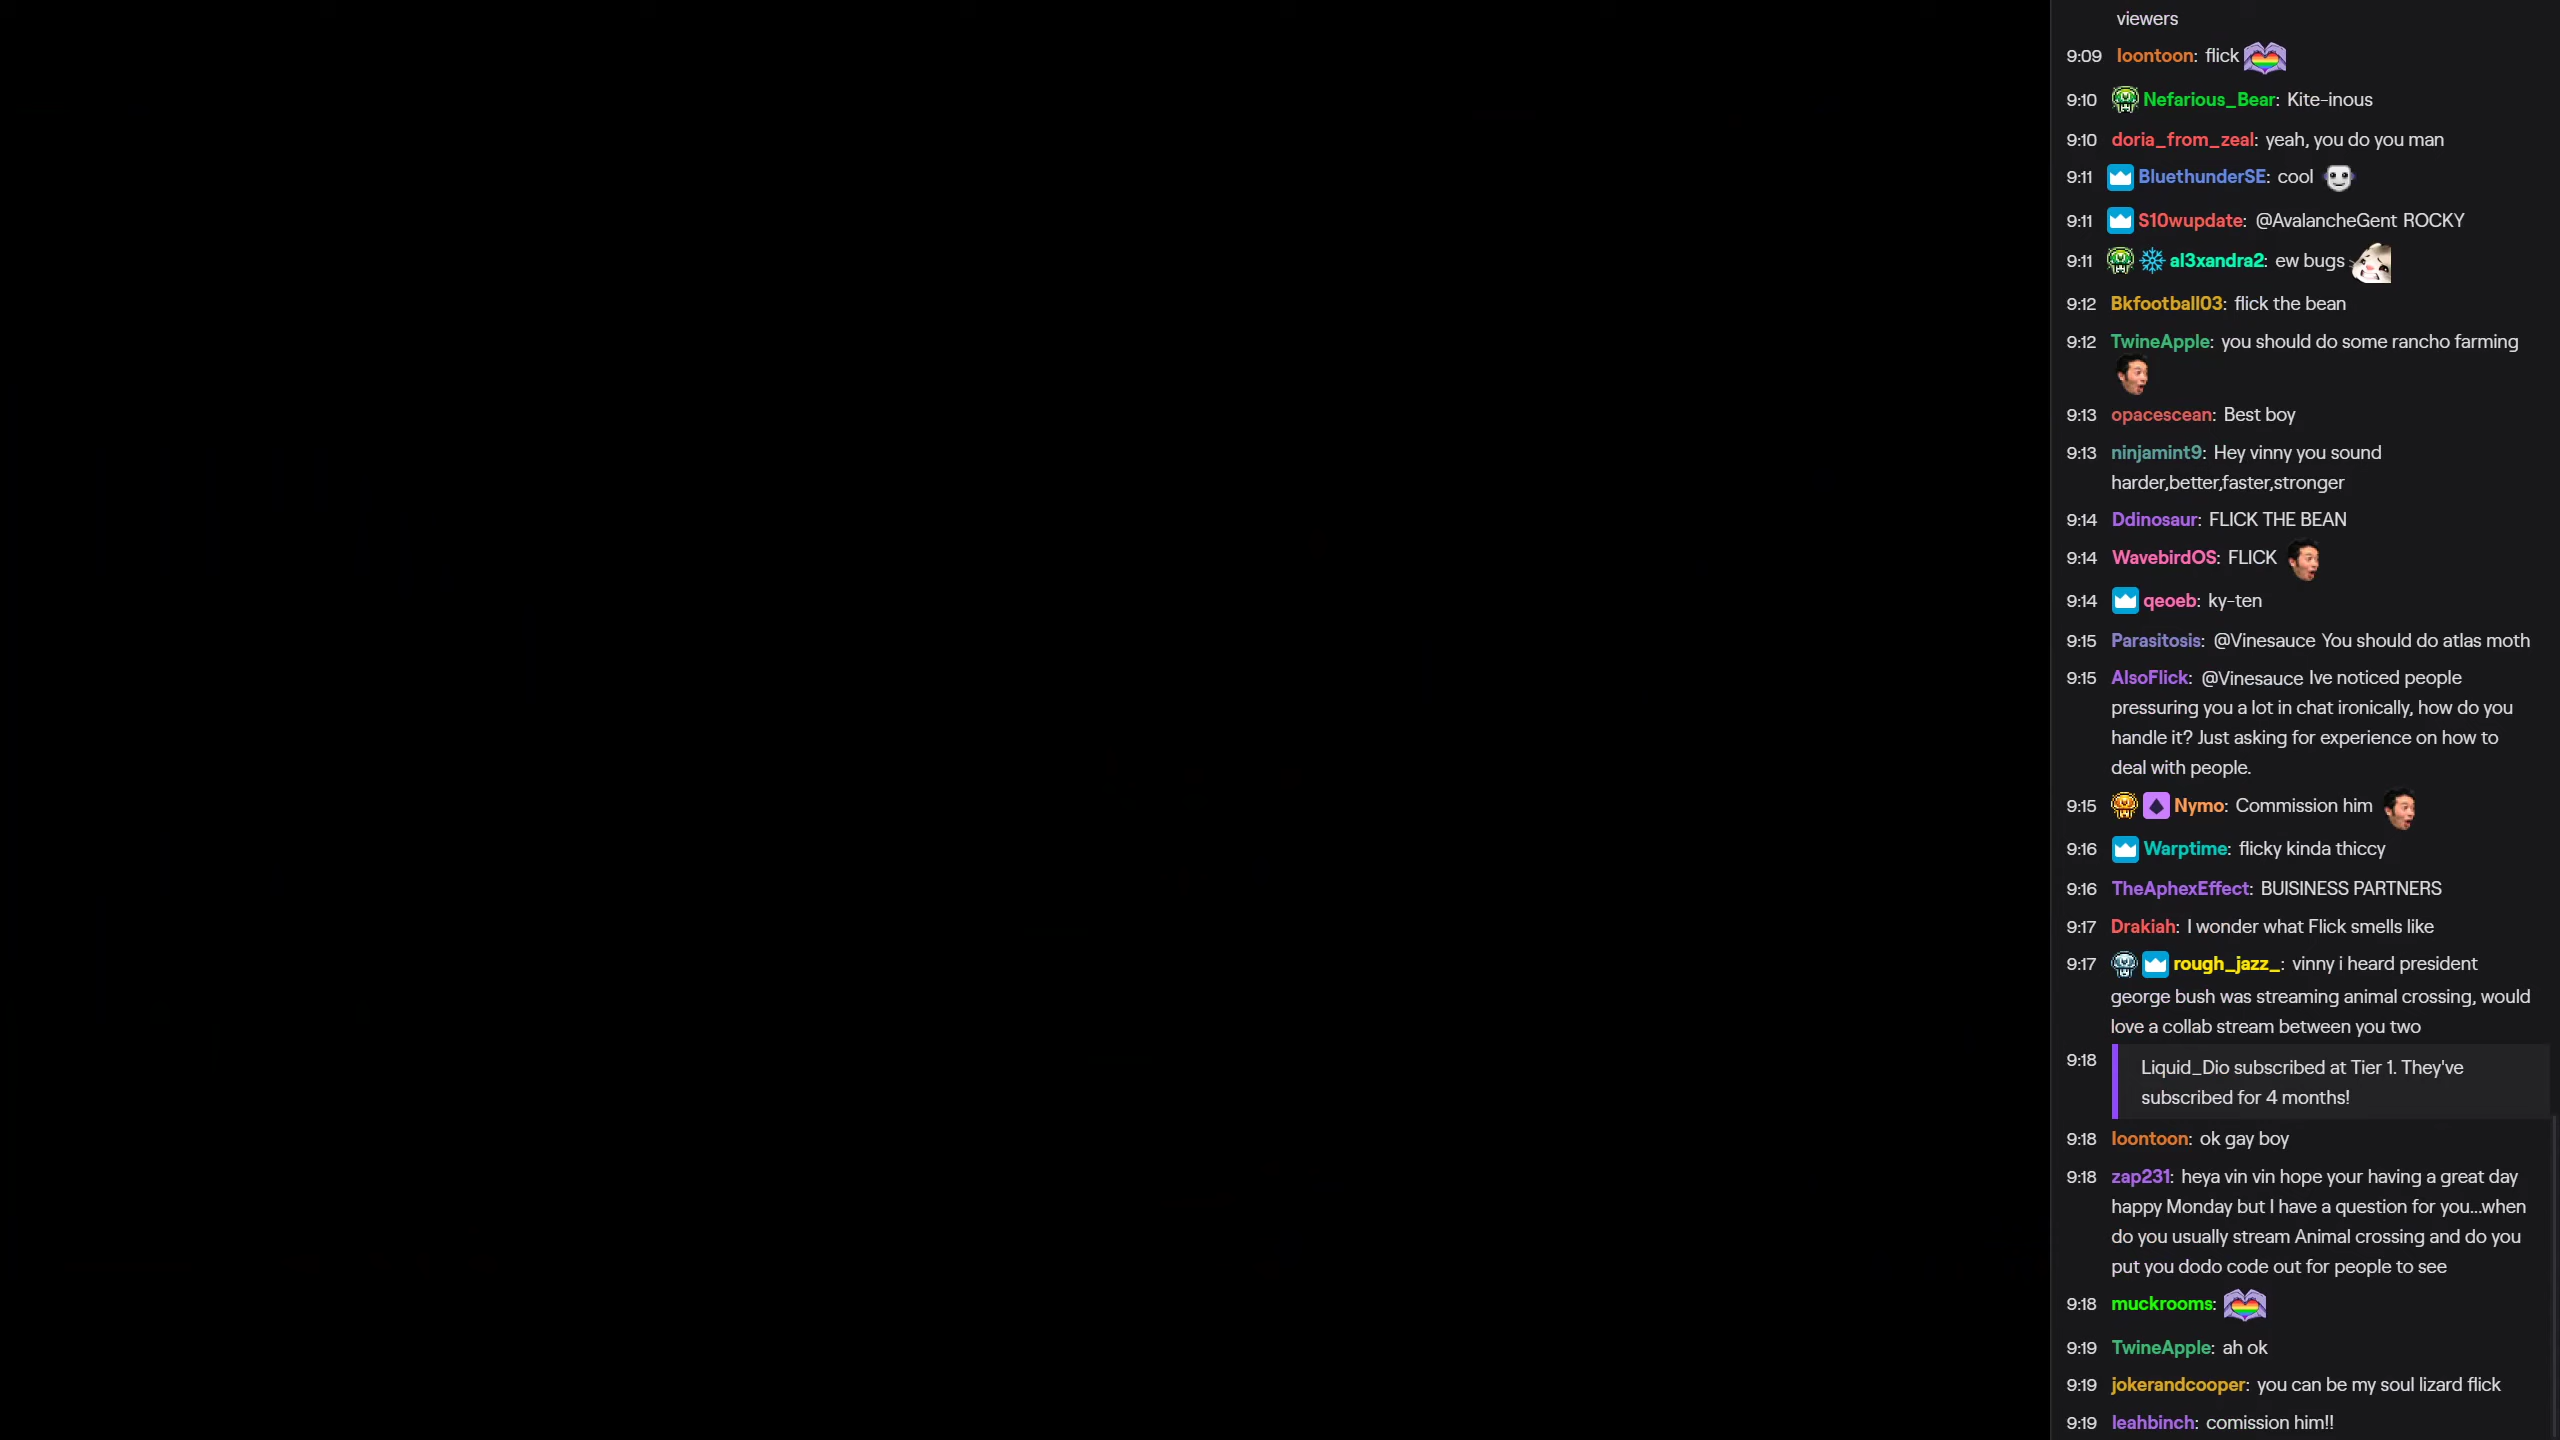 viewers
9:09 loontoon: flick
9:10 Nefarious_Bear: Kite-inous
9:10 doria_from_zeal: yeah, you do you man
9:11 BluethunderSE: cool
9:11 S10wupdate: @AvalancheGent ROCKY
9:11 al3xandra2: ew bugs
9:12 Bkfootball03: flick the bean
9:12 TwineApple: you should do some rancho farming
9:13 opacescean: Best boy
9:13 ninjamint9: Hey vinny you sound
harder,better,faster,stronger
9:14 Ddinosaur: FLICK THE BEAN
9:14 WavebirdOS: FLICK
9:14 qeoeb: ky-ten
9:15 Parasitosis: @Vinesauce You should do atlas moth
9:15 AlsoFlick: @Vinesauce Ive noticed people
pressuring you a lot in chat ironically, how do you
handle it? Just asking for experience on how to
deal with people.
9:15 Nymo: Commission him
9:16 Warptime: flicky kinda thiccy
9:16 TheAphexEffect: BUISINESS PARTNERS
9:17 Drakiah: I wonder what Flick smells like
9:17 rough_jazz_: vinny i heard president
george bush was streaming animal crossing, would
love a collab stream between you two
9:18 Liquid_Dio subscribed at Tier 1. They've
subscribed for 4 months!
9:18 loontoon: ok gay boy
9:18 zap231: heya vin vin hope your having a great day
happy Monday but I have a question for you...when
do you usually stream Animal crossing and do you
put you dodo code out for people to see
9:18 muckrooms:
9:19 TwineApple: ah ok
9:19 jokerandcooper: you can be my soul lizard flick
9:19 leahbinch: comission him!!